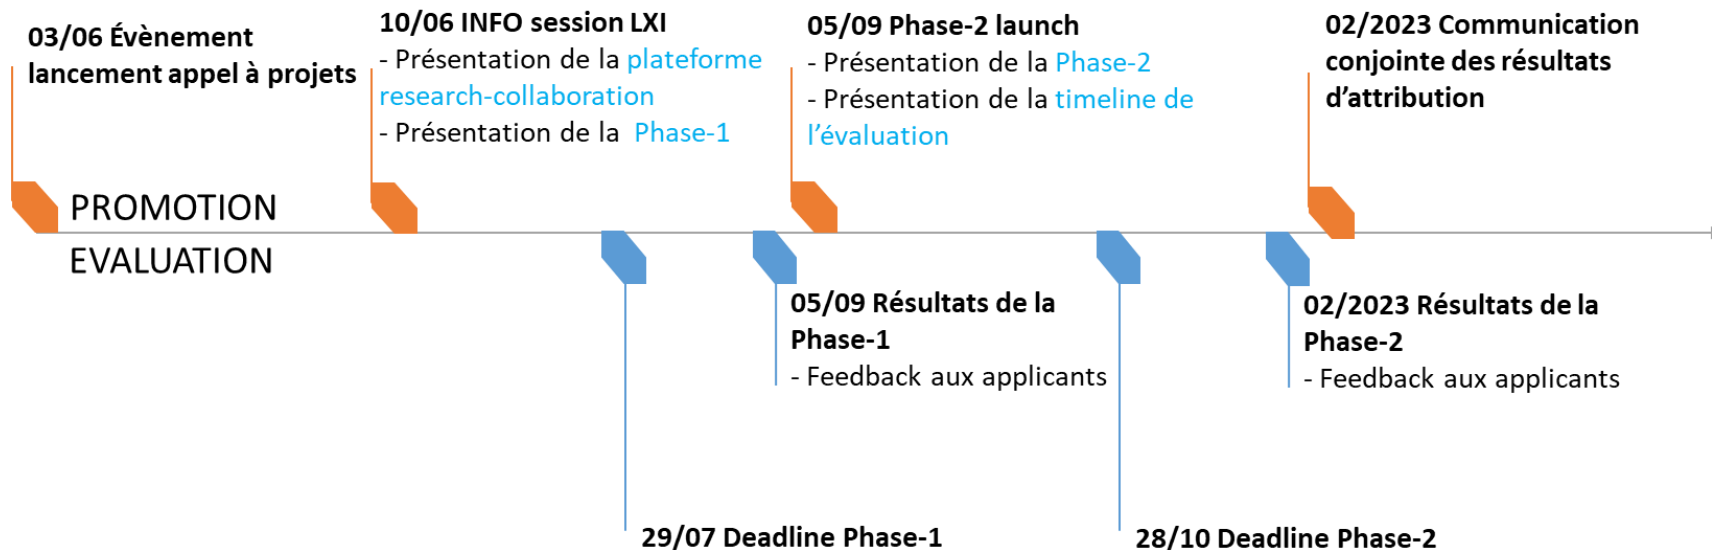 03/06 Évènement
lancement appel à projets
10/06 INFO session LXI
- Présentation de la plateforme
research-collaboration
- Présentation de la Phase-1
05/09 Phase-2 launch
- Présentation de la Phase-2
- Présentation de la timeline de
l’évaluation
02/2023 Communication
conjointe des résultats
d’attribution
PROMOTION
EVALUATION
05/09 Résultats de la
Phase-1
- Feedback aux applicants
02/2023 Résultats de la
Phase-2
- Feedback aux applicants
29/07 Deadline Phase-1
28/10 Deadline Phase-2